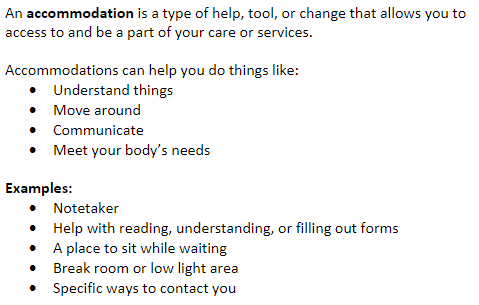 An accommodation is a type of help, tool, or change that allows you to
access to and be a part of your care or services.
Accommodations can help you do things like:
• Understand things
• Move around
• Communicate
• Meet your body's needs
Examples:
• Notetaker
• Help with reading, understanding, or filling out forms
• A place to sit while waiting
• Break room or low light area
• Specific ways to contact you